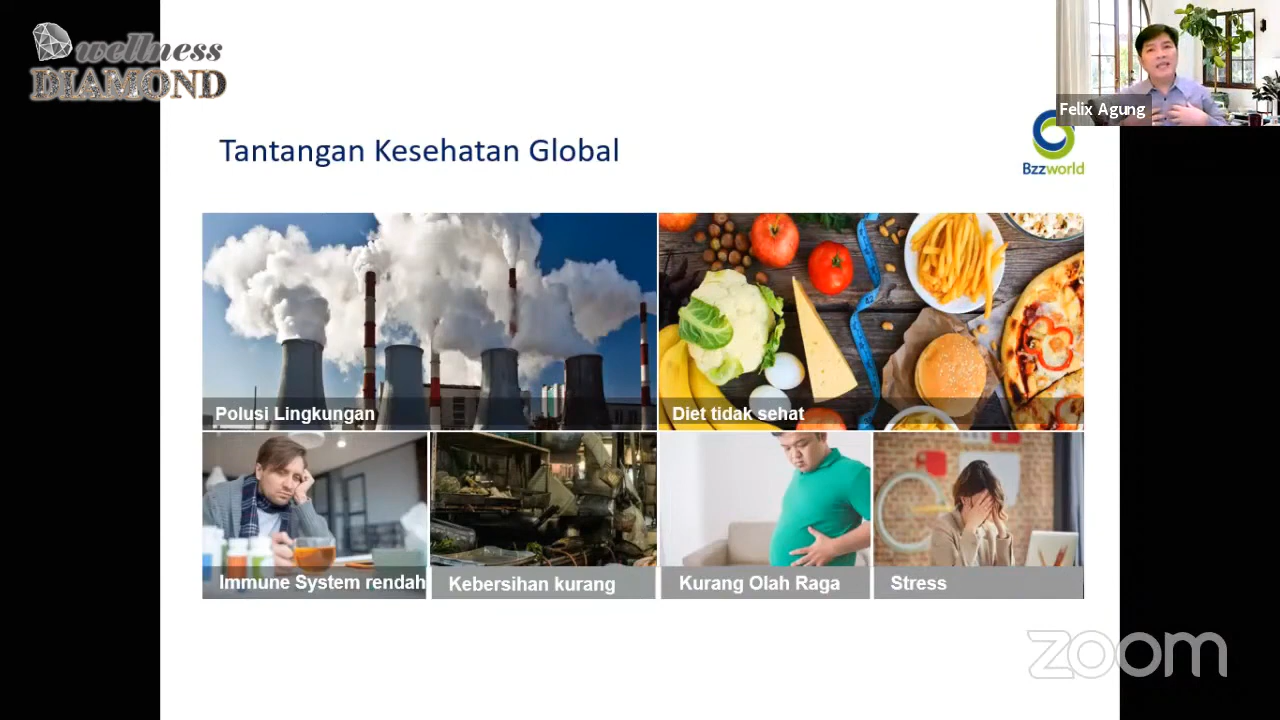 wellness
DIAMOND
Felix Agung
Tantangan Kesehatan Global
Bzzworld
Polusi Lingkungan
Diet tidak sehat
Immune System rendah
Kebersihan kurang
Kurang Olah Raga
Stress
zoom